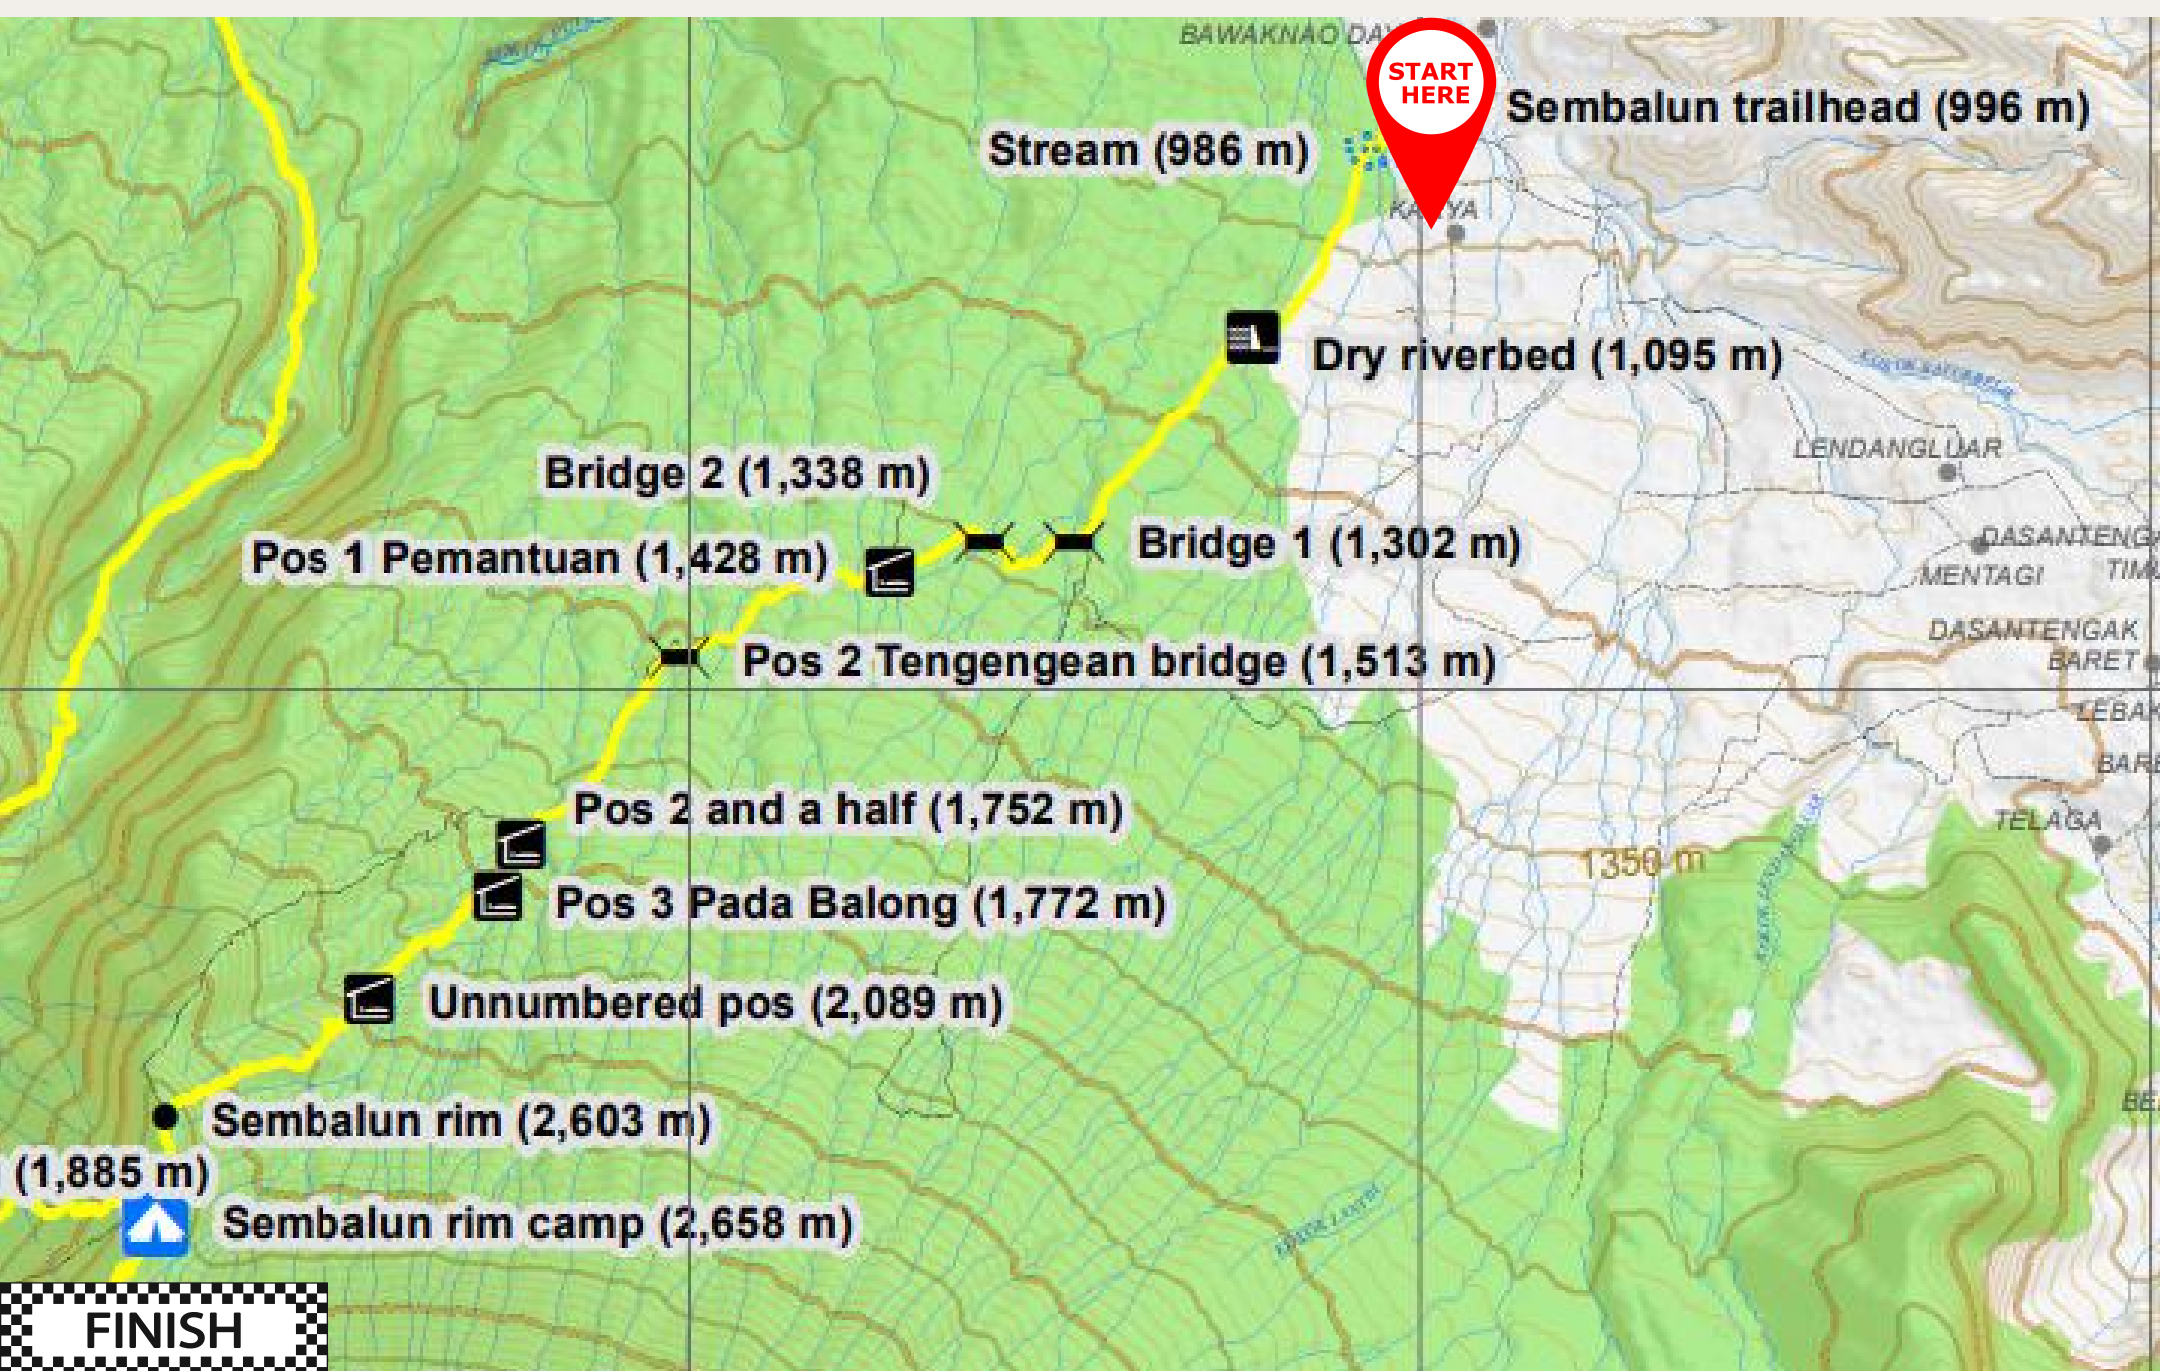 BAWAKNAO
START
HERE
Sembalun trailhead (996 m)
Stream (986 m)
Dry riverbed (1,095 m)
LENDANGLUAR
Bridge 2 (1,338 m)
Bridge 1 (1,302 m)
Pos 1 Pemantuan (1,428 m)
MENTAGI
DASANTENGAK
BARET
Pos 2 Tengengean bridge (1,513 m)
Pos 2 and a half (1,752 m)
TELAGA
1350 m
Pos 3 Pada Balong (1,772 m)
Unnumbered pos (2,089 m)
Sembalun rim (2,603 m)
(1,885 m)
Sembalun rim camp (2,658 m)
FINISH